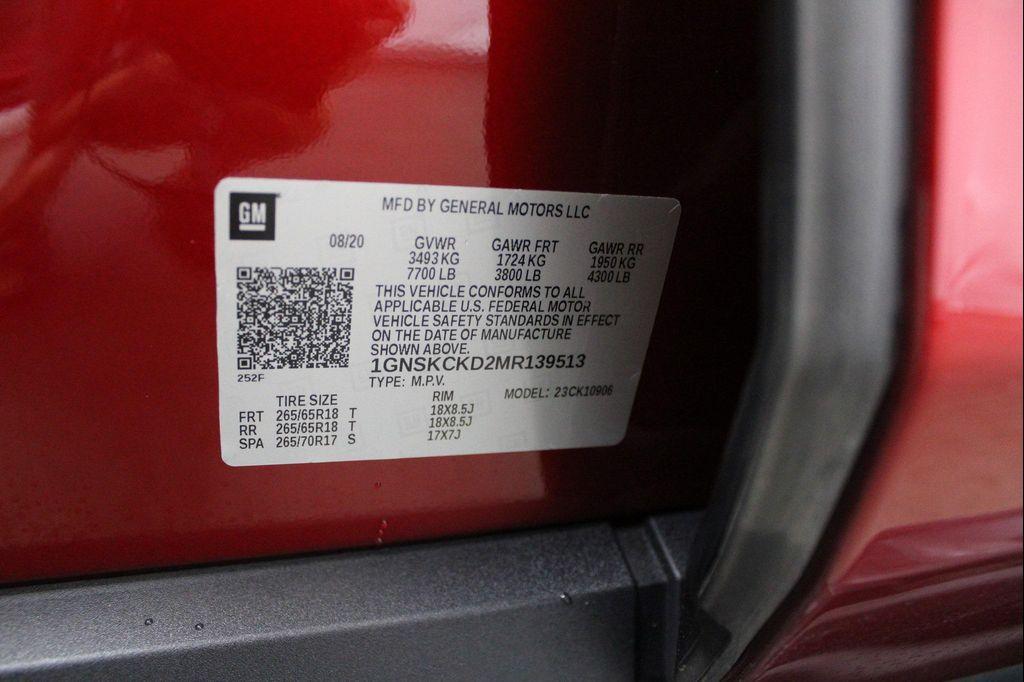 GM
MFD BY GENERAL MOTORS LLC
08/20 GVWR GAWR FRT GAWR RR
3493 KG 1724 KG 1950 KG
7700 LB 3800 LB 4300 LB
THIS VEHICLE CONFORMS TO ALL
APPLICABLE U.S. FEDERAL MOTOR
VEHICLE SAFETY STANDARDS IN EFFECT
ON THE DATE OF MANUFACTURE
SHOWN ABOVE.
1GNSKCKD2MR139513
252F
TYPE: M.P.V.
TIRE SIZE RIM MODEL: 23CK10906
FRT 265/65R18 T 18X8.5J
RR 265/65R18 T 18X8.5J
SPA 265/70R17 S 17X7J